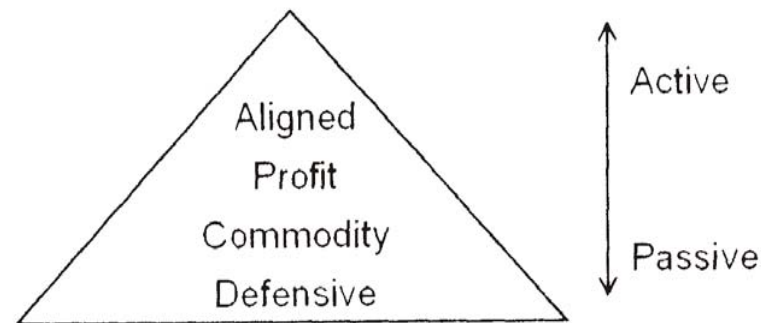 Aligned
Active
Profit
Commodity
Passive
Defensive